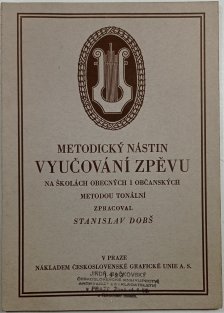 METODICKÝ NÁSTIN
VYUČOVÁNÍ ZPĚVU
NA ŠKOLÁCH OBECNÝCH I OBČANSKÝCH
METODOU TONÁLNÍ
ZPRACOVAL
STANISLAV DOBŠ
V PRAZE
NÁKLADEM ČESKOSLOVENSKÉ GRAFICKÉ UNIE A. S.